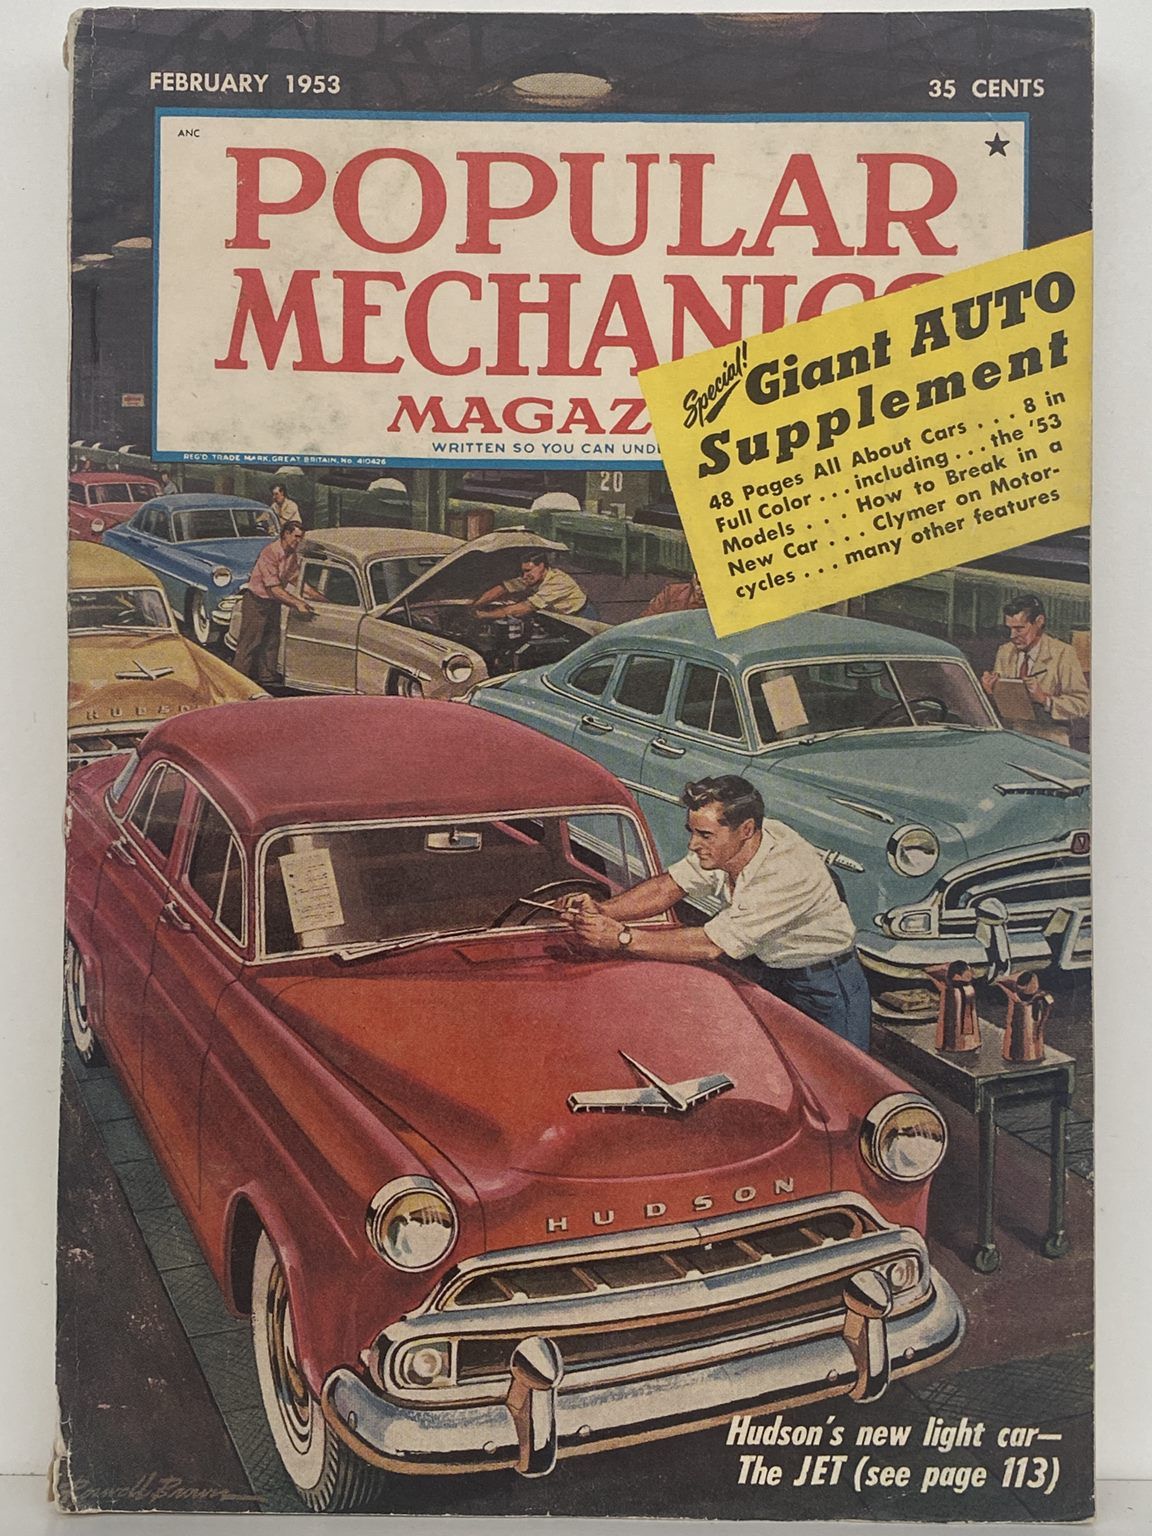 FEBRUARY 1953
35 CENTS
ANC
POPULAR
MECHANICS
MAGAZ
WRITTEN SO YOU CAN UND
REG'D TRADE MARK, GREAT BRITAIN, No 410426
Special!
Giant AUTO
Supplement
48 Pages All About Cars . . . 8 in
Full Color . . . including . . . the '53
Models . . . How to Break in a
New Car . . . Clymer on Motor-
cycles . . . many other features
20
HUDSON
HUDSON
Hudson's new light car—
The JET (see page 113)